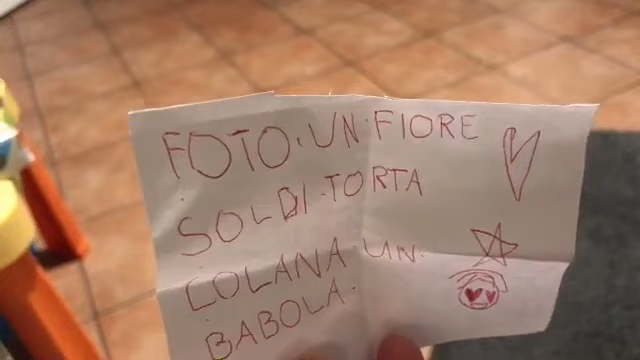 FOTO. UN. FIORE
SOLDI. TORTA
COLANA UN.
BABOLA.